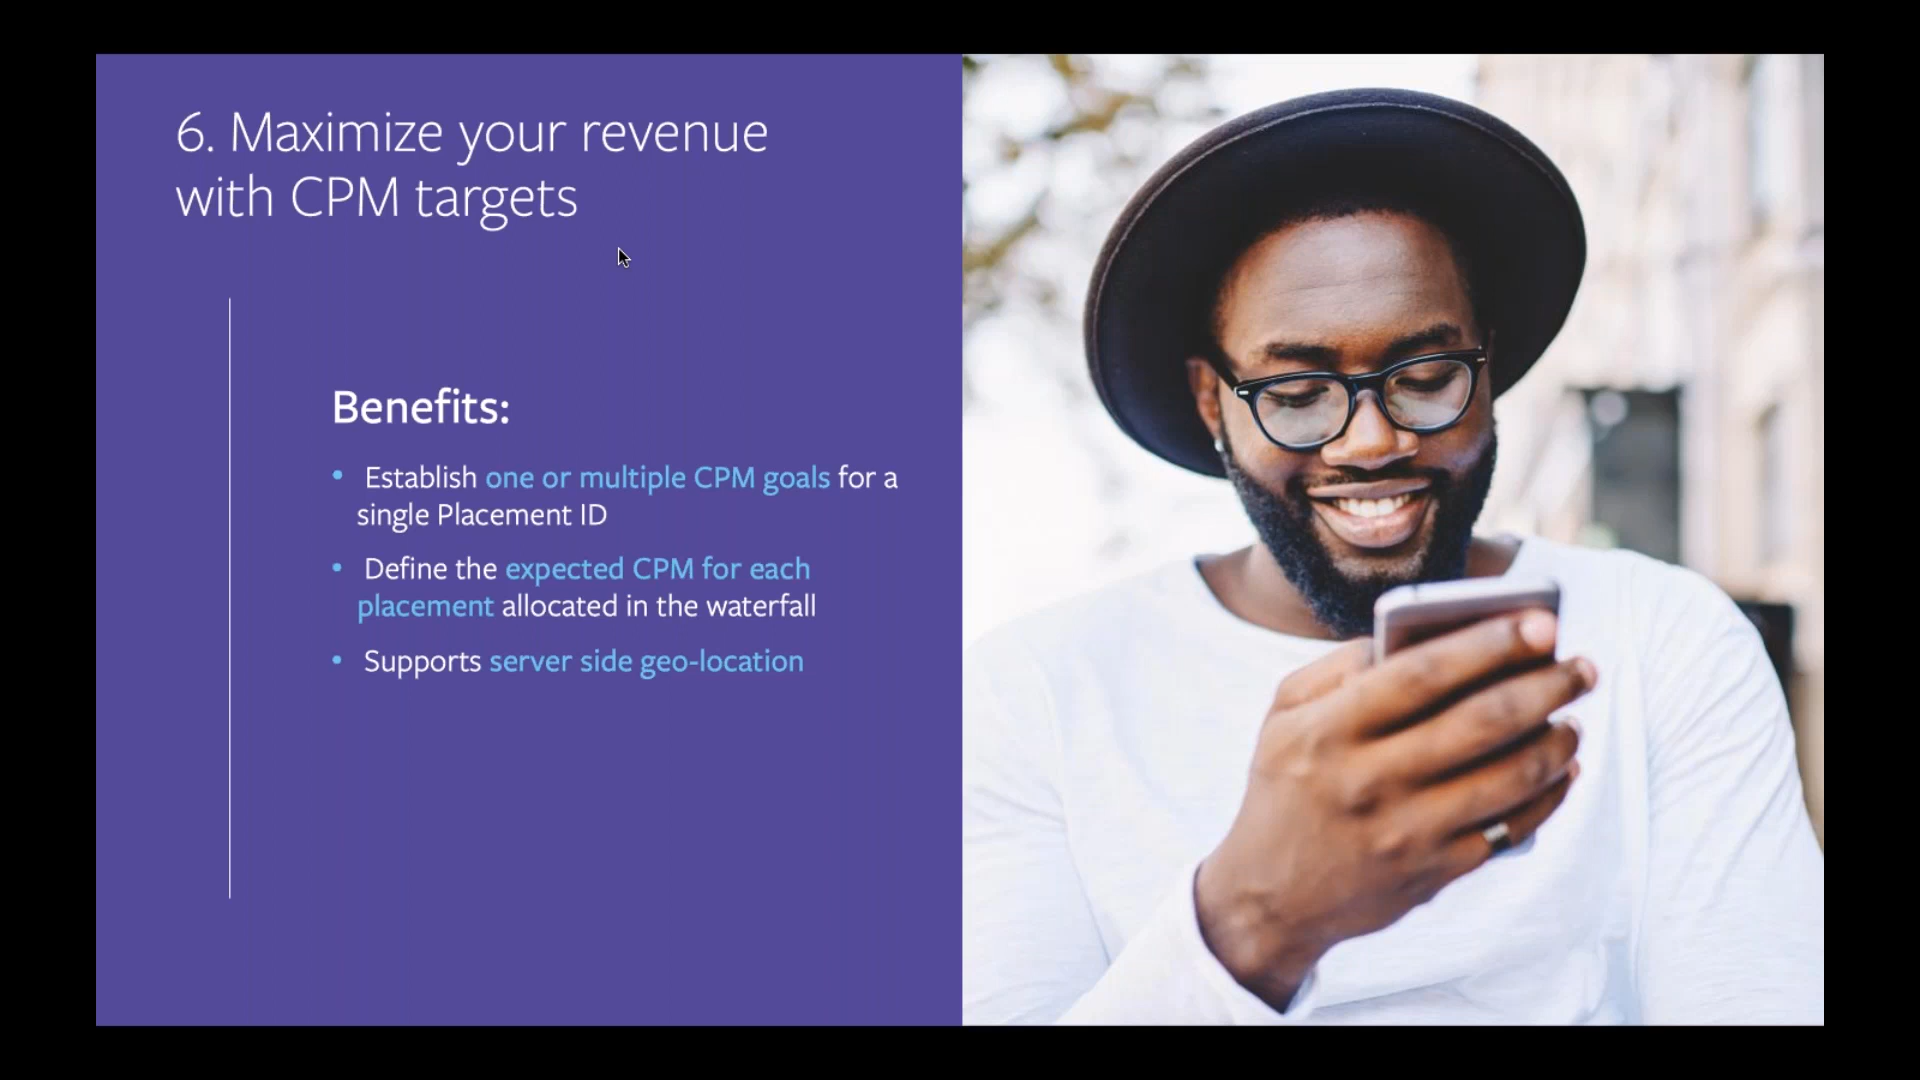 6. Maximize your revenue
with CPM targets
Benefits:
• Establish one or multiple CPM goals for a
single Placement ID
• Define the expected CPM for each
placement allocated in the waterfall
• Supports server side geo-location